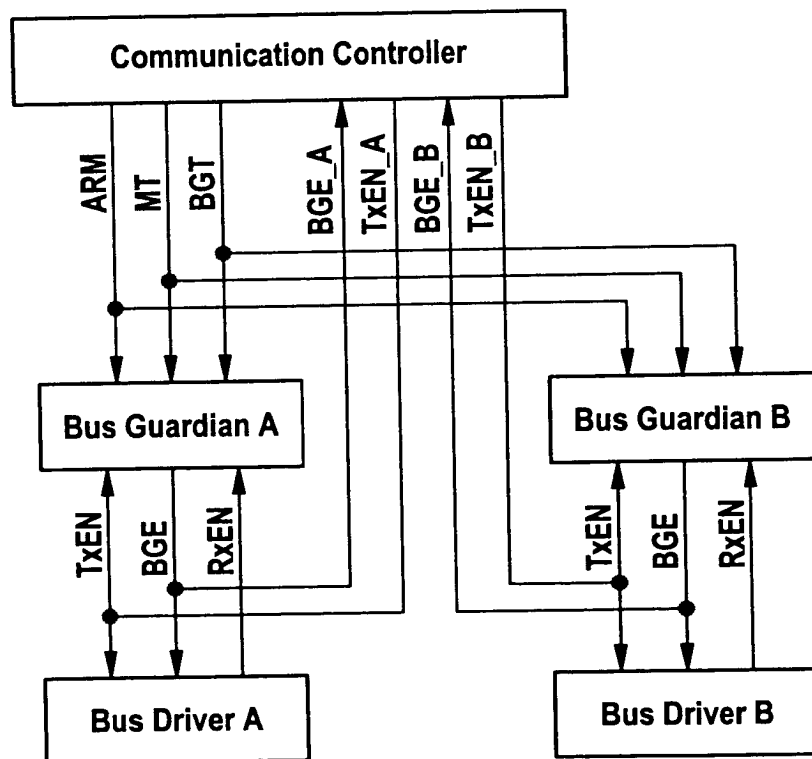 Communication Controller
ARM
MT
BGT
BGE_A
TxEN_A
BGE_B
TxEN_B
Bus Guardian A
Bus Guardian B
TxEN
BGE
RxEN
TxEN
BGE
RxEN
Bus Driver A
Bus Driver B